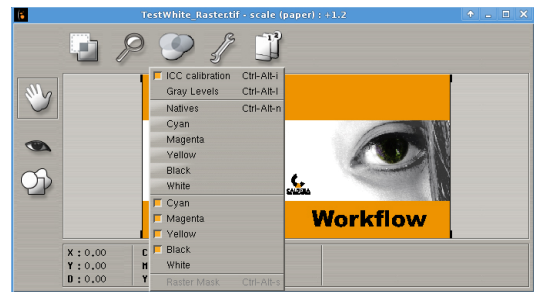 TestWhite_Raster.tif - scale (paper) : +1.2
ICC calibration Ctrl-Alt-i
Gray Levels Ctrl-Alt-l
Natives Ctrl-Alt-n
Cyan
Magenta
Yellow
Black
White
Cyan
Magenta
Yellow
Black
White
Raster Mask Ctrl-Alt-s
CALDERA
Workflow
X : 0,00 C
Y : 0,00 M
D : 0,00 Y